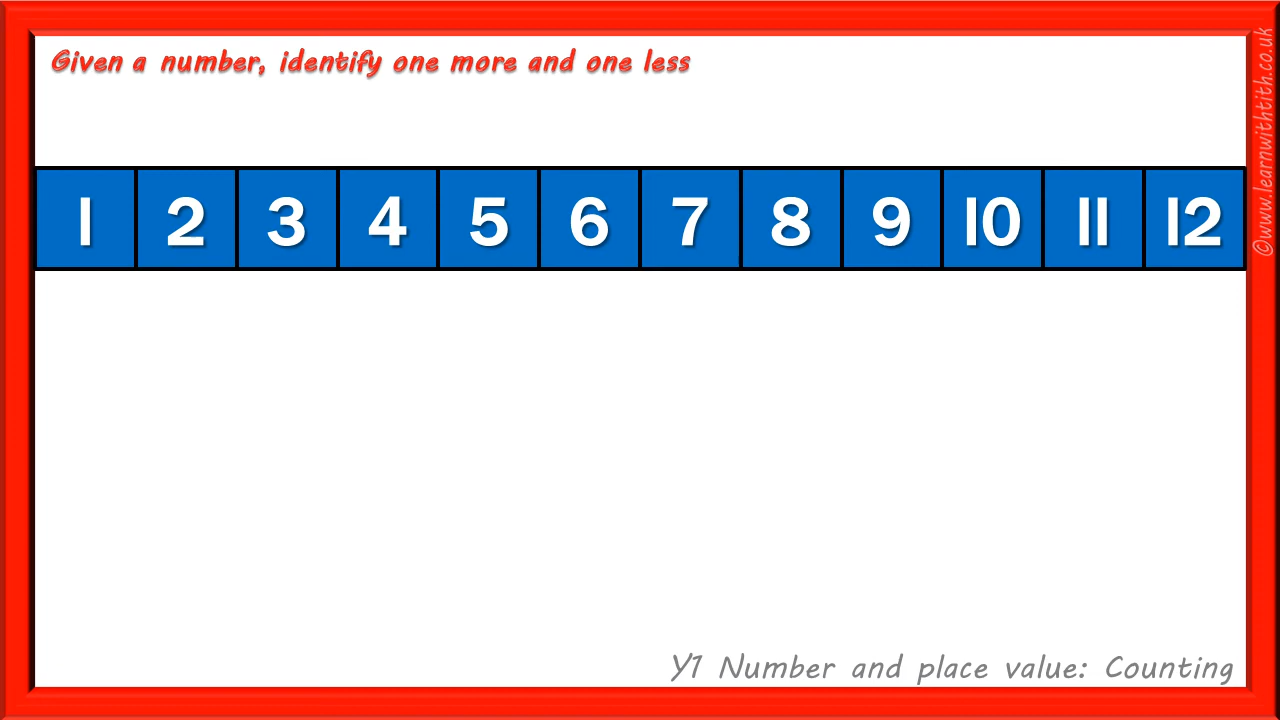 Given a number, identify one more and one less
1 2 3 4 5 6 7 8 9 10 11 12
Y1 Number and place value: Counting
©www.learnwithtith.co.uk